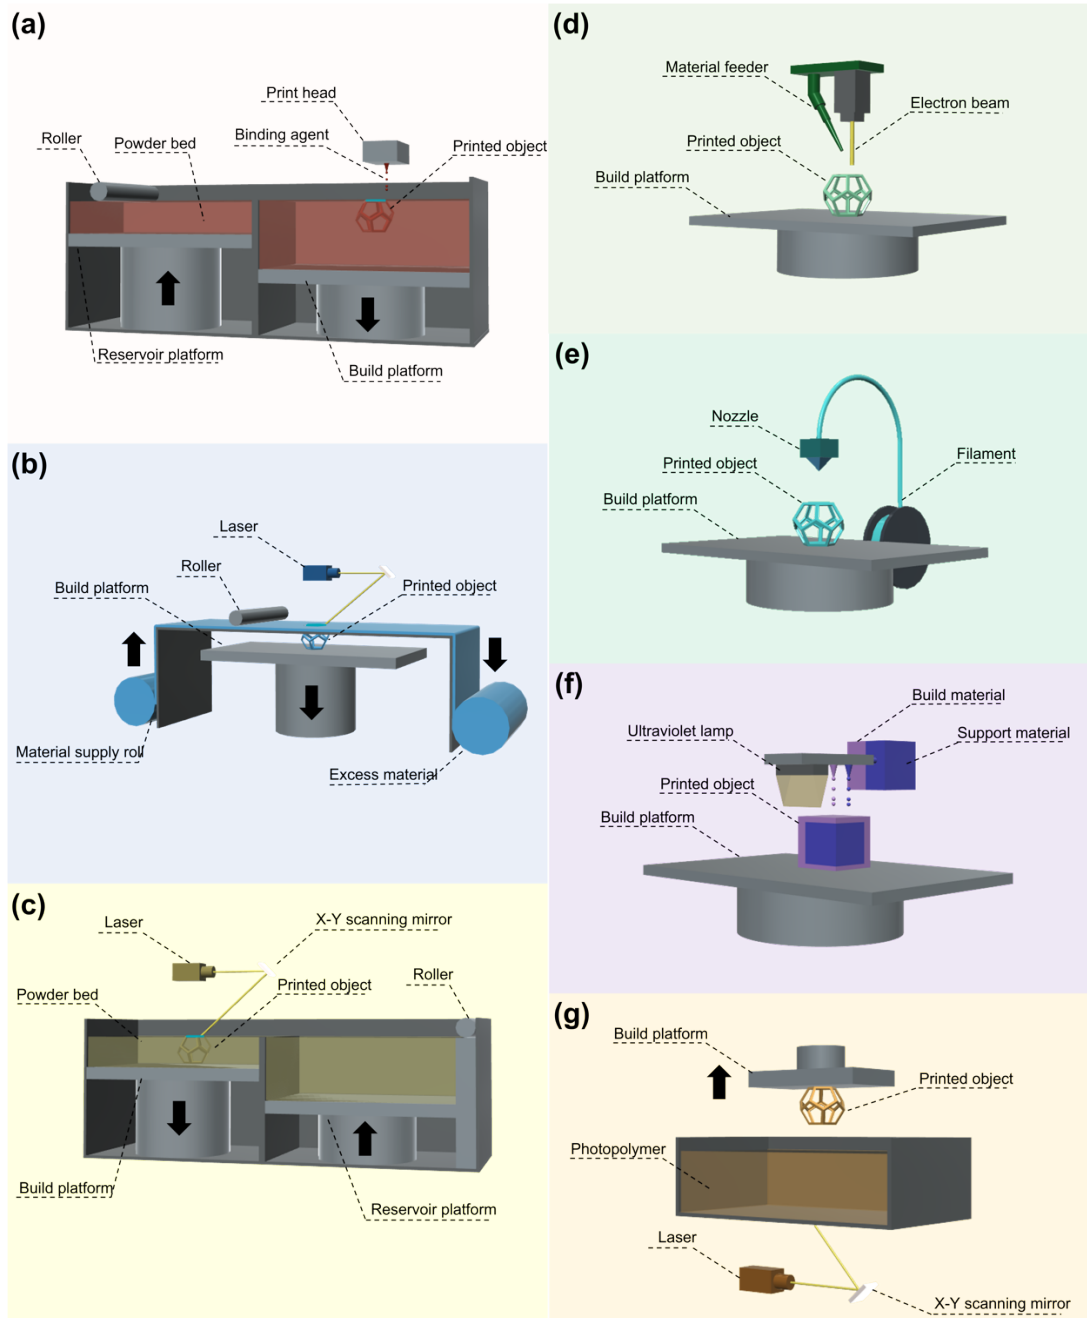 (a)
Print head
Binding agent
Roller
Powder bed
Printed object
Reservoir platform
Build platform
(b)
Laser
Roller
Build platform
Printed object
Material supply roll
Excess material
(c)
Laser
X-Y scanning mirror
Roller
Printed object
Powder bed
Build platform
Reservoir platform
(d)
Material feeder
Electron beam
Printed object
Build platform
(e)
Nozzle
Filament
Printed object
Build platform
(f)
Build material
Ultraviolet lamp
Support material
Printed object
Build platform
(g)
Build platform
Printed object
Photopolymer
Laser
X-Y scanning mirror